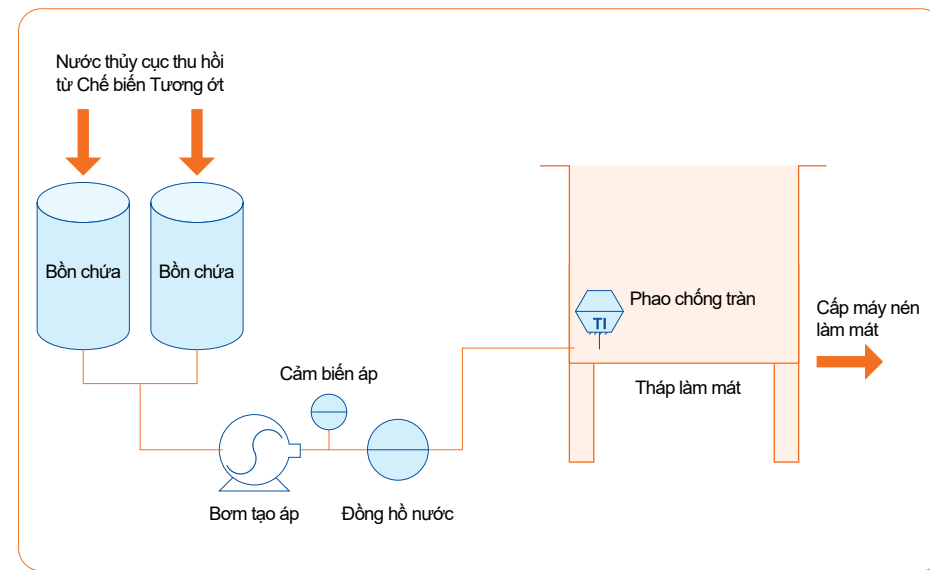 Nước thủy cục thu hồi
từ Chế biến Tương ớt
Bồn chứa
Bồn chứa
Phao chống tràn
TI
Cấp máy nén
làm mát
Cảm biến áp
Tháp làm mát
Bơm tạo áp
Đồng hồ nước